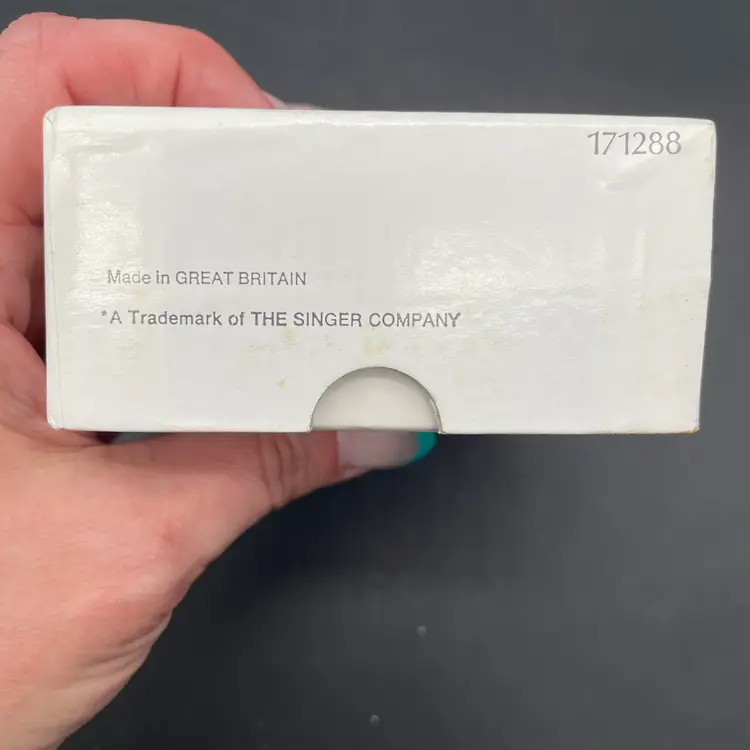 171288
Made in GREAT BRITAIN
*A Trademark of THE SINGER COMPANY